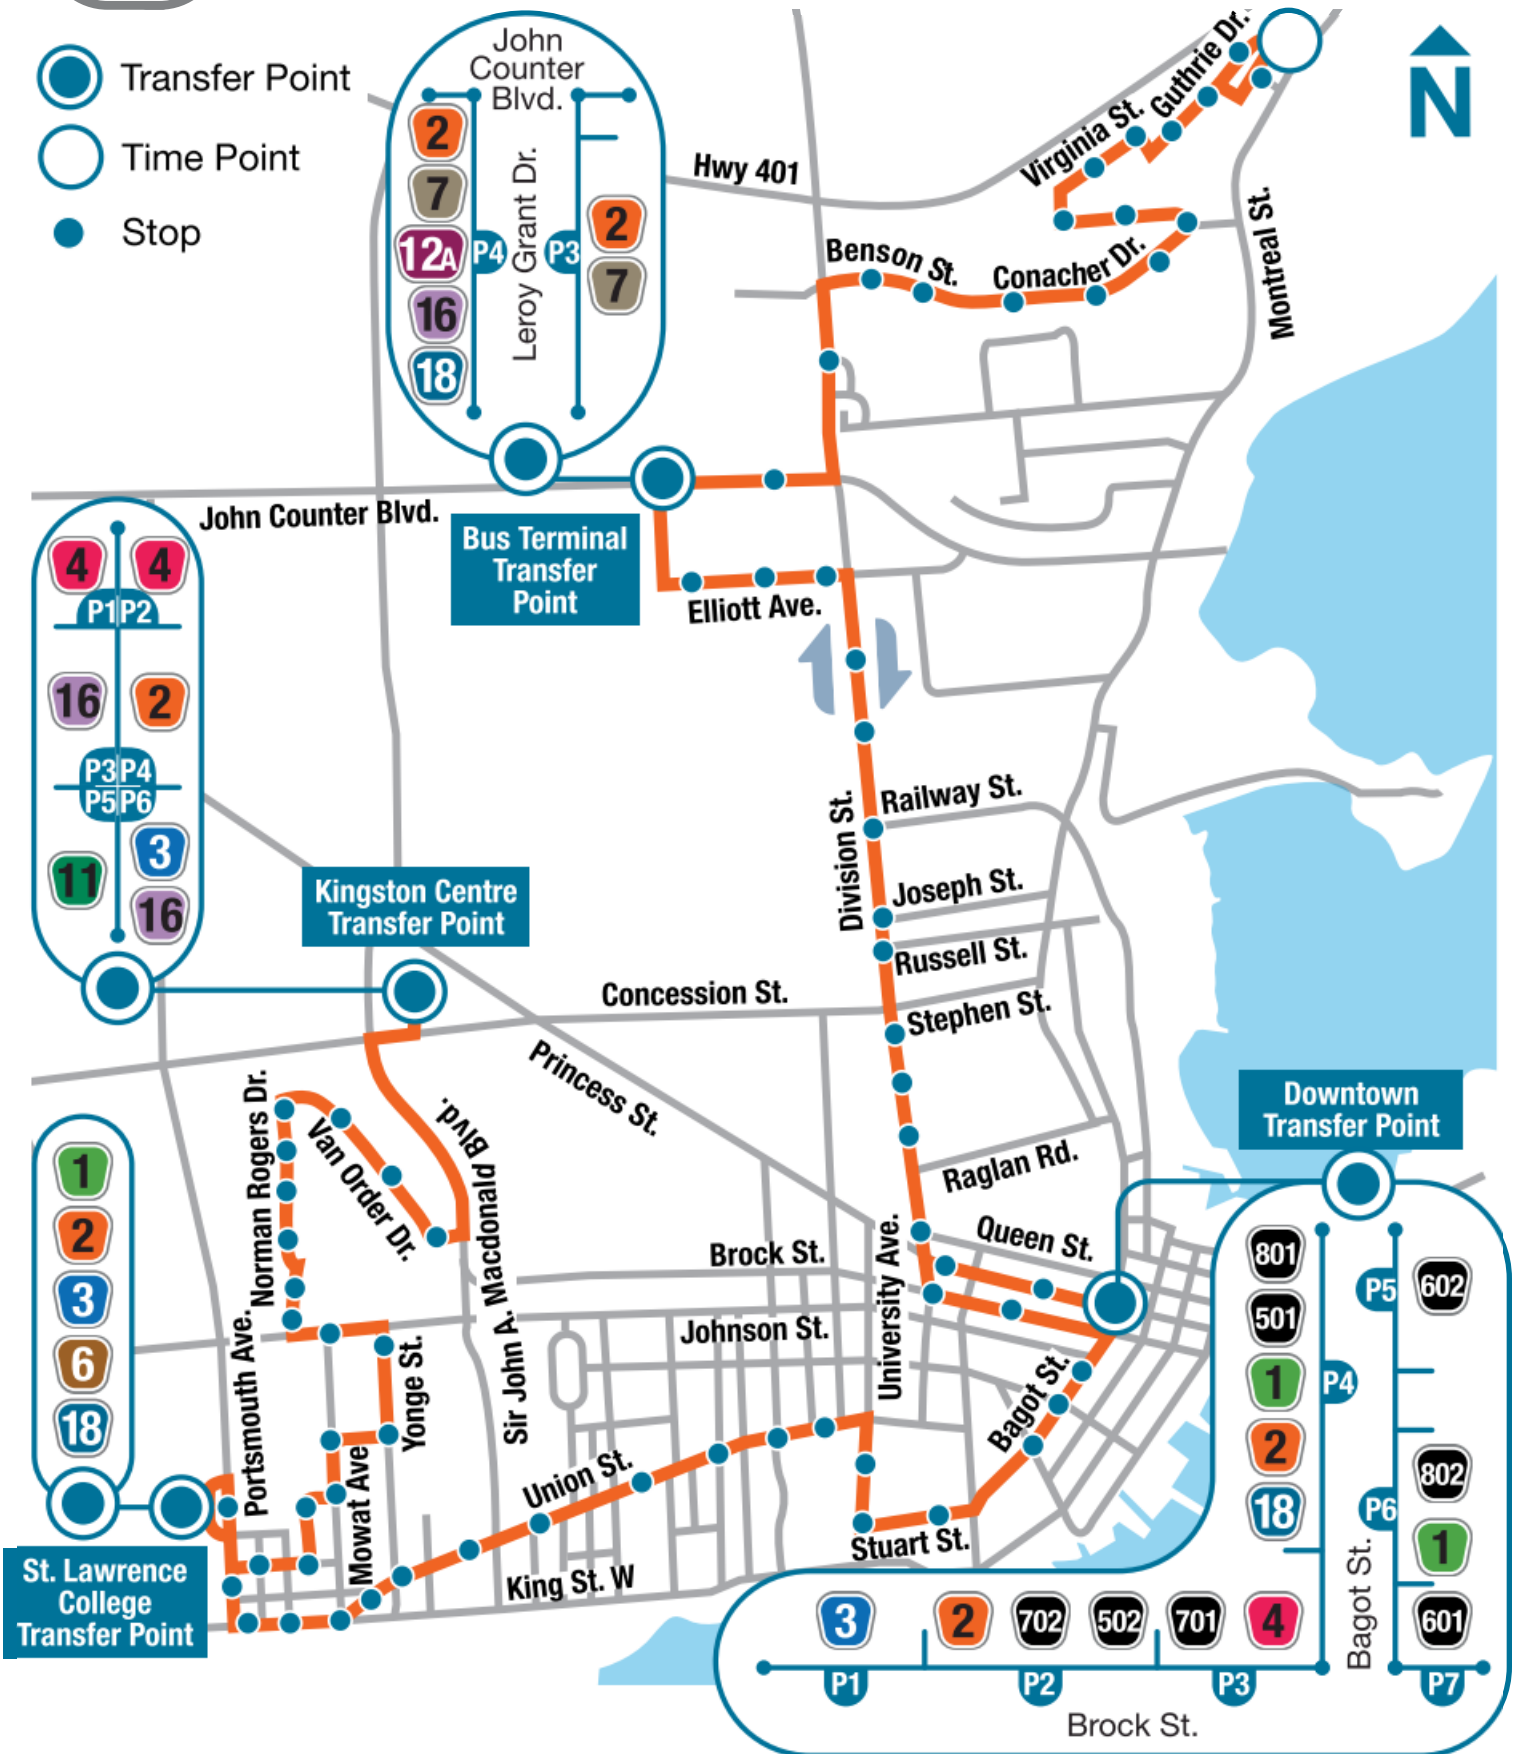 Transfer Point
Time Point
Stop
John
Counter
Blvd.
2
7
12A
16
18
P4
Leroy Grant Dr.
P3
2
7
Hwy 401
Virginia St.
Guthrie Dr.
N
Montreal St.
Benson St.
Conacher Dr.
John Counter Blvd.
Bus Terminal
Transfer
Point
Elliott Ave.
4
4
P1
P2
16
2
P3
P4
P5
P6
11
3
16
Division St.
Railway St.
Joseph St.
Russell St.
Stephen St.
Kingston Centre
Transfer Point
Concession St.
Princess St.
Raglan Rd.
Queen St.
Norman Rogers Dr.
Van Order Dr.
Sir John A. Macdonald Blvd.
Brock St.
Johnson St.
University Ave.
Portsmouth Ave.
Yonge St.
Mowat Ave
Union St.
Bagot St.
Stuart St.
King St. W
1
2
3
6
18
St. Lawrence
College
Transfer Point
Downtown
Transfer Point
801
501
1
2
18
P4
P5
602
802
P6
1
601
Bagot St.
3
2
702
502
701
4
P1
P2
P3
P7
Brock St.